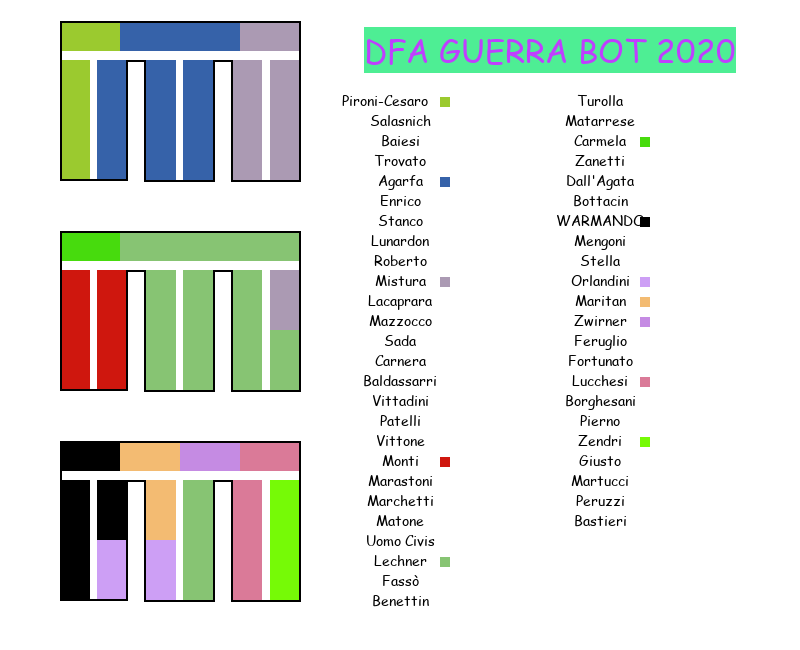 DFA GUERRA BOT 2020
Pironi-Cesaro
Salasnich
Baiesi
Trovato
Agarfa
Enrico
Stanco
Lunardon
Roberto
Mistura
Lacaprara
Mazzocco
Sada
Carnera
Baldassarri
Vittadini
Patelli
Vittone
Monti
Marastoni
Marchetti
Matone
Uomo Civis
Lechner
Fassò
Benettin
Turolla
Matarrese
Carmela
Zanetti
Dall'Agata
Bottacin
WARMANDO
Mengoni
Stella
Orlandini
Maritan
Zwirner
Feruglio
Fortunato
Lucchesi
Borghesani
Pierno
Zendri
Giusto
Martucci
Peruzzi
Bastieri